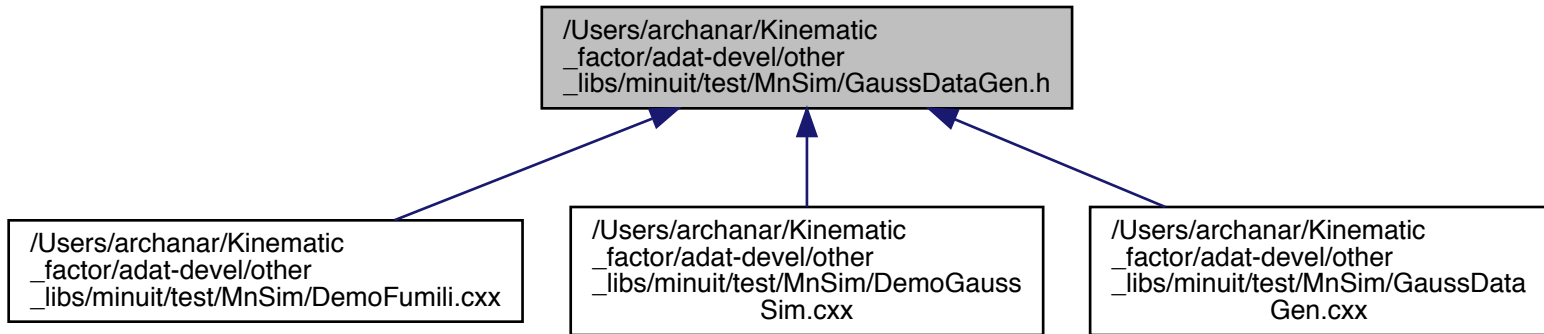 /Users/archanar/Kinematic
_factor/adat-devel/other
_libs/minuit/test/MnSim/GaussDataGen.h
/Users/archanar/Kinematic
_factor/adat-devel/other
_libs/minuit/test/MnSim/DemoFumili.cxx
/Users/archanar/Kinematic
_factor/adat-devel/other
_libs/minuit/test/MnSim/DemoGauss
Sim.cxx
/Users/archanar/Kinematic
_factor/adat-devel/other
_libs/minuit/test/MnSim/GaussData
Gen.cxx